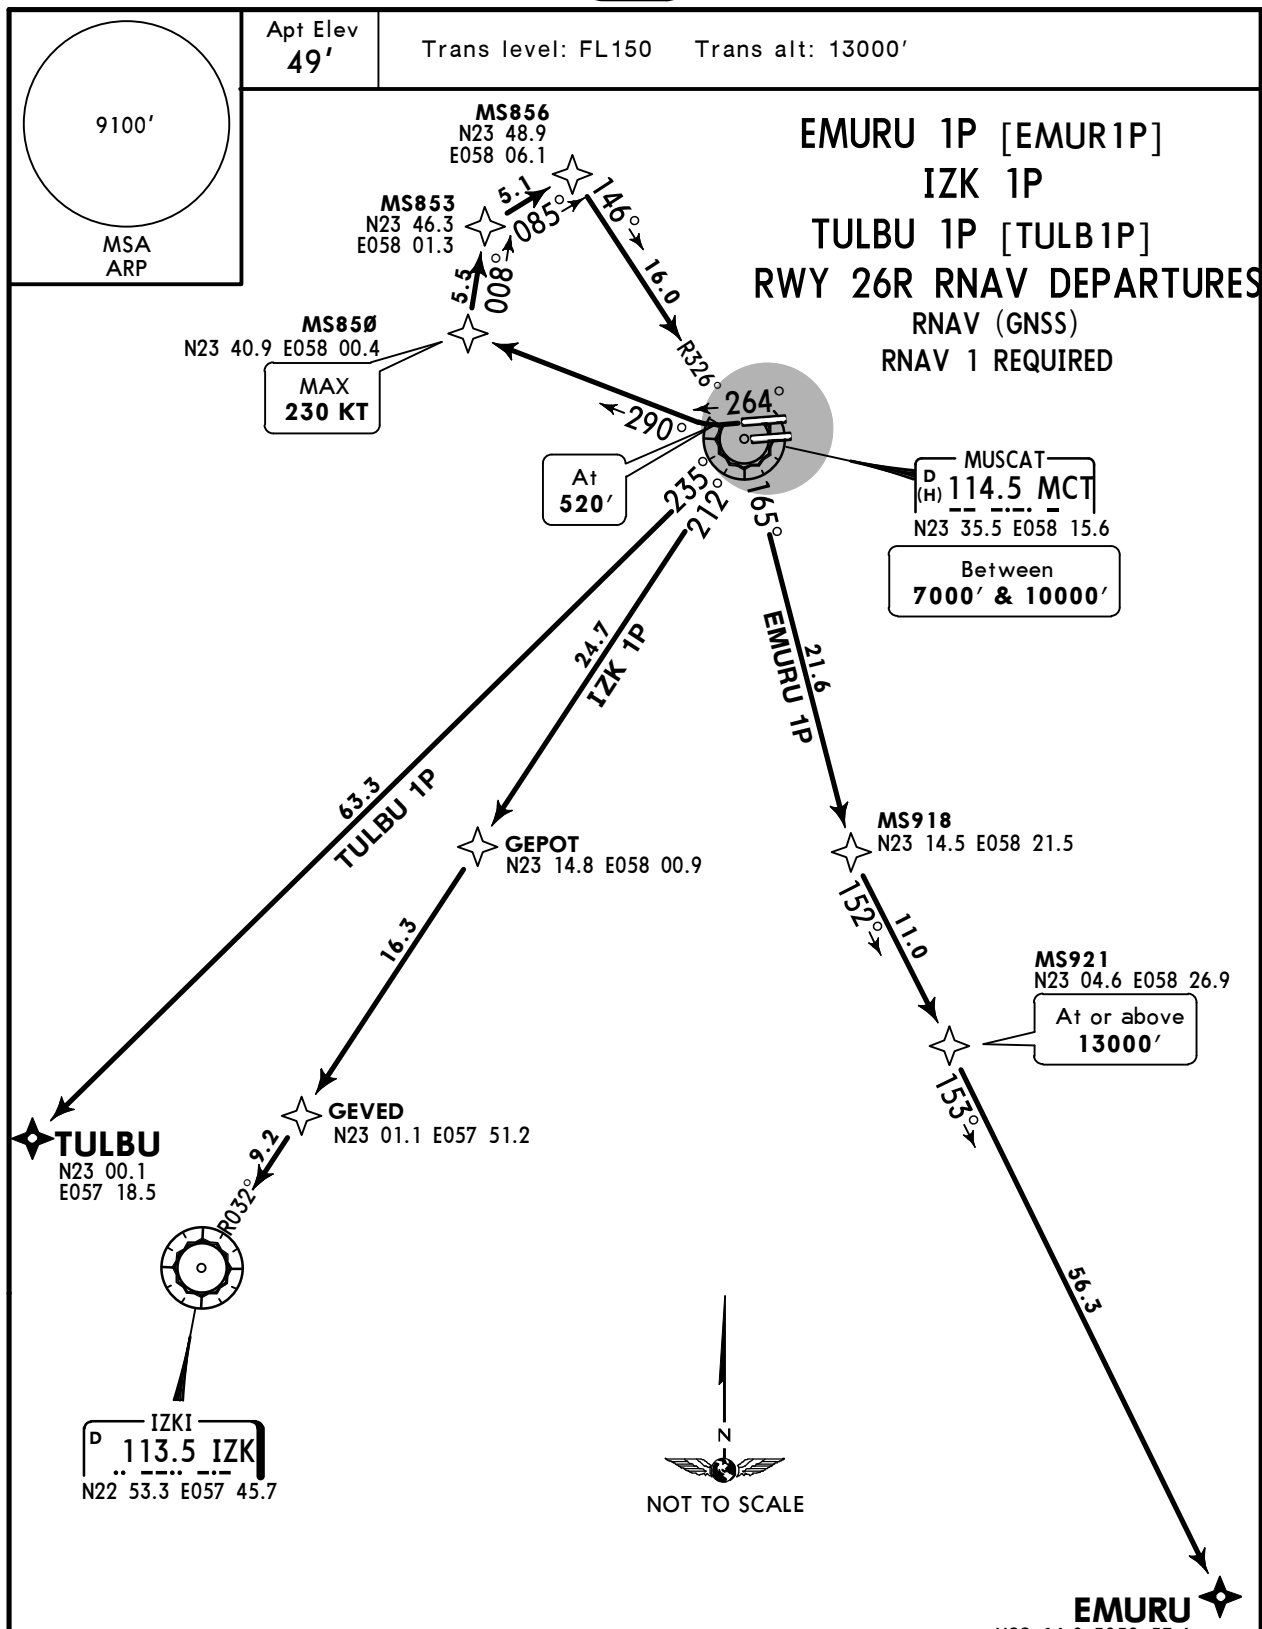 Apt Elev
49'
Trans level: FL150 Trans alt: 13000'
9100'
MSA
ARP
EMURU 1P [EMUR1P]
IZK 1P
TULBU 1P [TULB1P]
RWY 26R RNAV DEPARTURES
RNAV (GNSS)
RNAV 1 REQUIRED
MS856
N23 48.9
E058 06.1
MS853
N23 46.3
E058 01.3
5.1
085°
146°
16.0
R326°
5.5
008°
MS850
N23 40.9 E058 00.4
MAX
230 KT
290°
264°
At
520'
MUSCAT
D
(H) 114.5 MCT
N23 35.5 E058 15.6
Between
7000' & 10000'
235°
212°
165°
24.7
IZK 1P
21.6
EMURU 1P
63.3
TULBU 1P
GEPOT
N23 14.8 E058 00.9
MS918
N23 14.5 E058 21.5
152°
11.0
16.3
MS921
N23 04.6 E058 26.9
At or above
13000'
153°
GEVED
N23 01.1 E057 51.2
TULBU
N23 00.1
E057 18.5
9.2
R032°
56.3
IZKI
D 113.5 IZK
N22 53.3 E057 45.7
N
NOT TO SCALE
EMURU